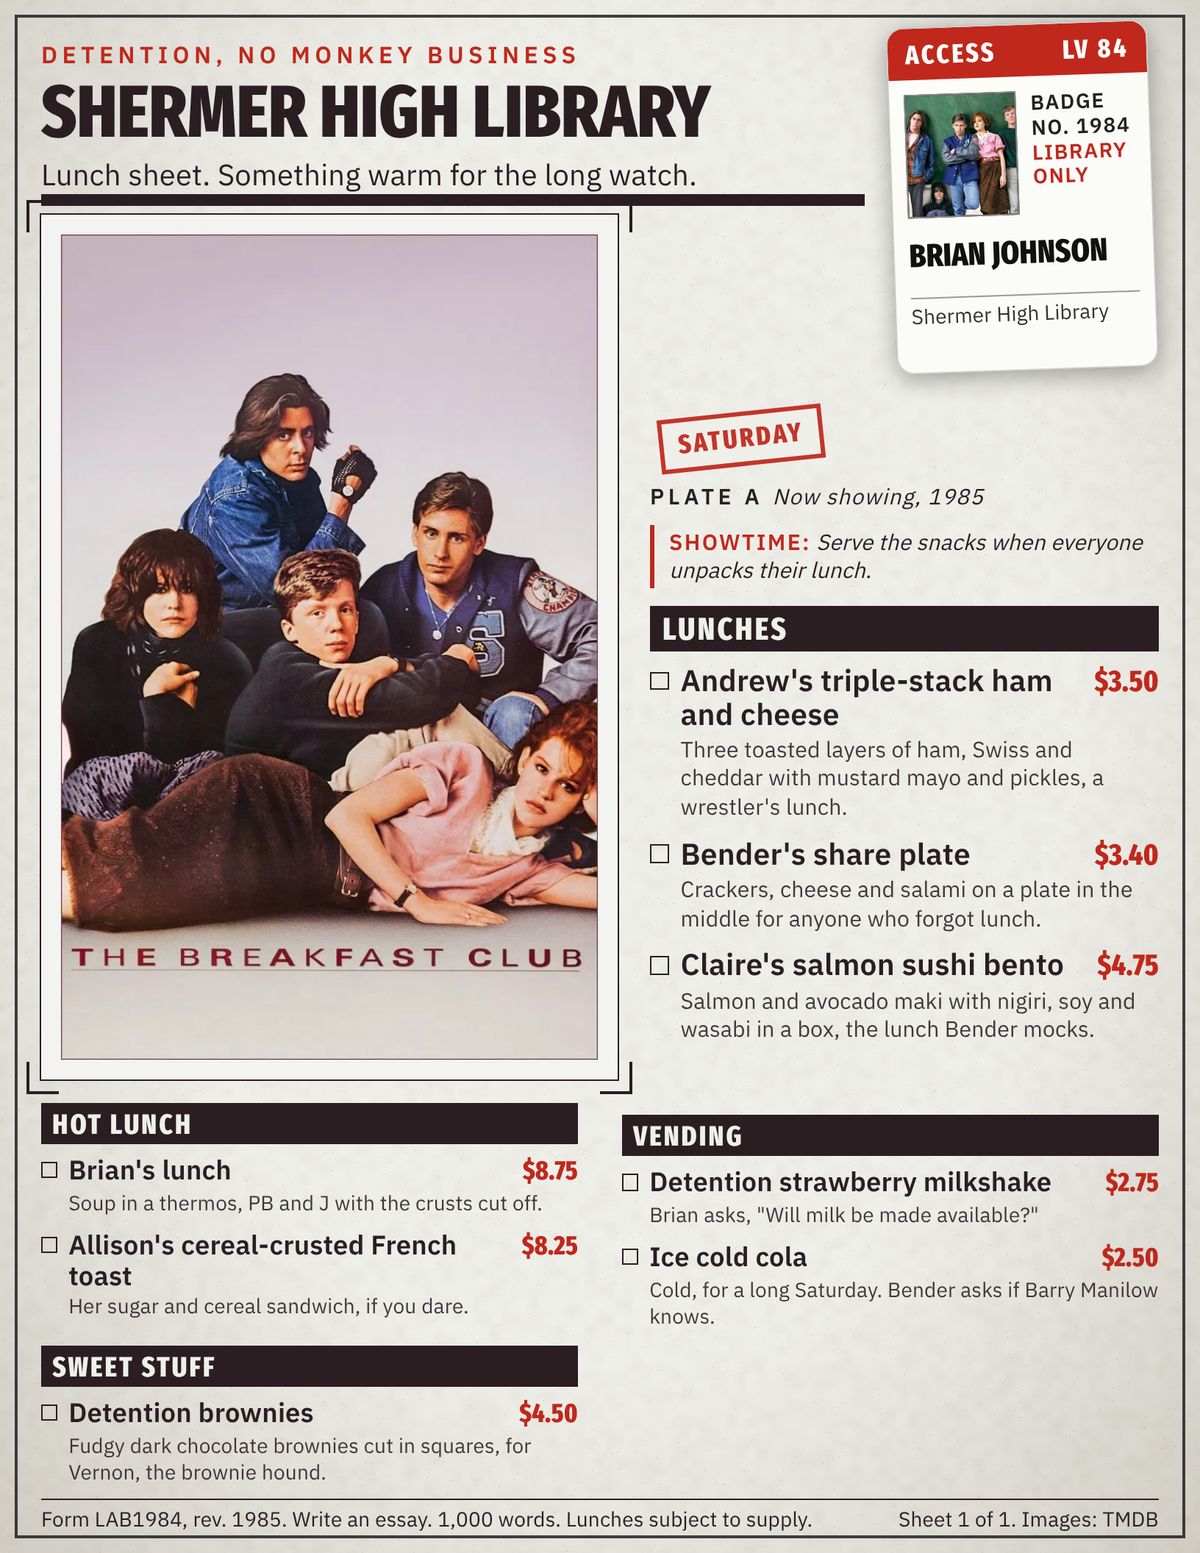 DETENTION, NO MONKEY BUSINESS
SHERMER HIGH LIBRARY
Lunch sheet. Something warm for the long watch.
ACCESS LV 84
BADGE
NO. 1984
LIBRARY
ONLY
BRIAN JOHNSON
Shermer High Library
THE BREAKFAST CLUB
SATURDAY
PLATE A Now showing, 1985
SHOWTIME: Serve the snacks when everyone
unpacks their lunch.
LUNCHES
Andrew's triple-stack ham $3.50
and cheese
Three toasted layers of ham, Swiss and
cheddar with mustard mayo and pickles, a
wrestler's lunch.
Bender's share plate $3.40
Crackers, cheese and salami on a plate in the
middle for anyone who forgot lunch.
Claire's salmon sushi bento $4.75
Salmon and avocado maki with nigiri, soy and
wasabi in a box, the lunch Bender mocks.
HOT LUNCH
Brian's lunch $8.75
Soup in a thermos, PB and J with the crusts cut off.
Allison's cereal-crusted French $8.25
toast
Her sugar and cereal sandwich, if you dare.
SWEET STUFF
Detention brownies $4.50
Fudgy dark chocolate brownies cut in squares, for
Vernon, the brownie hound.
VENDING
Detention strawberry milkshake $2.75
Brian asks, "Will milk be made available?"
Ice cold cola $2.50
Cold, for a long Saturday. Bender asks if Barry Manilow
knows.
Form LAB1984, rev. 1985. Write an essay. 1,000 words. Lunches subject to supply.
Sheet 1 of 1. Images: TMDB